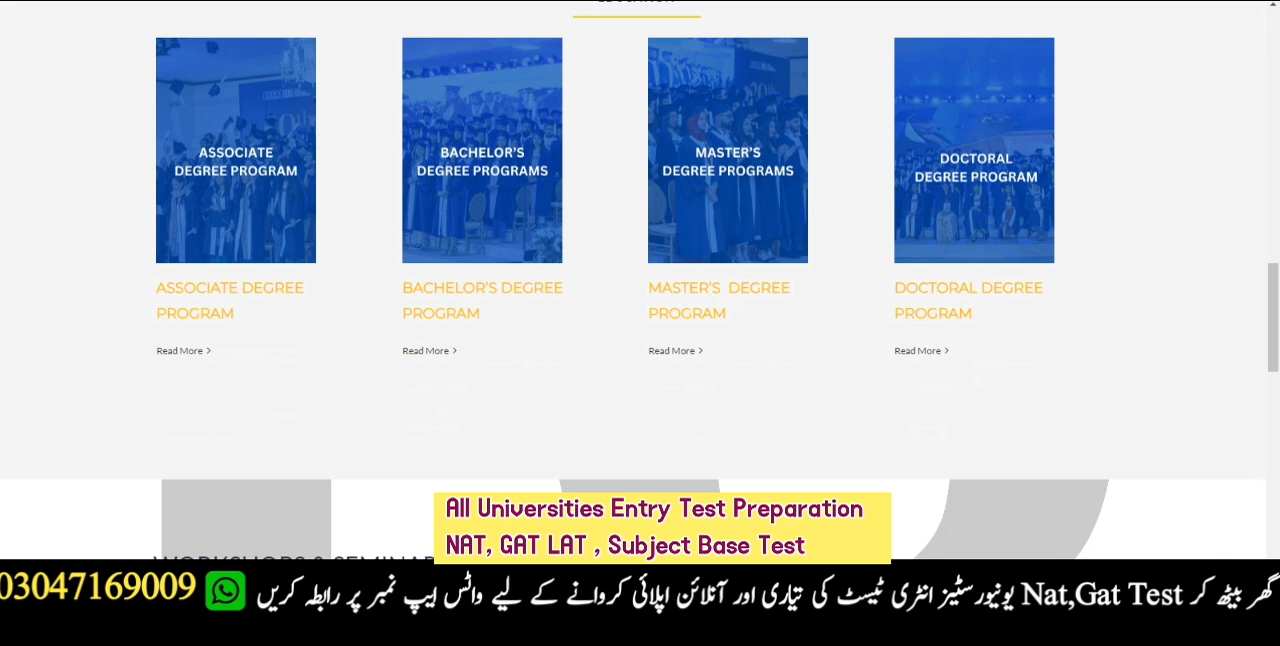 ASSOCIATE
DEGREE PROGRAM
BACHELOR'S
DEGREE PROGRAMS
MASTER'S
DEGREE PROGRAMS
DOCTORAL
DEGREE PROGRAM
ASSOCIATE DEGREE
PROGRAM
Read More >
BACHELOR'S DEGREE
PROGRAM
Read More >
MASTER'S DEGREE
PROGRAM
Read More >
DOCTORAL DEGREE
PROGRAM
Read More >
All Universities Entry Test Preparation
NAT, GAT LAT , Subject Base Test
گھر بیٹھ کر Nat,Gat Test یونیورسٹیز انٹری ٹیسٹ کی تیاری اور آنلائن اپلائی کروانے کے لیے واٹس ایپ نمبر پر رابطہ کریں 03047169009